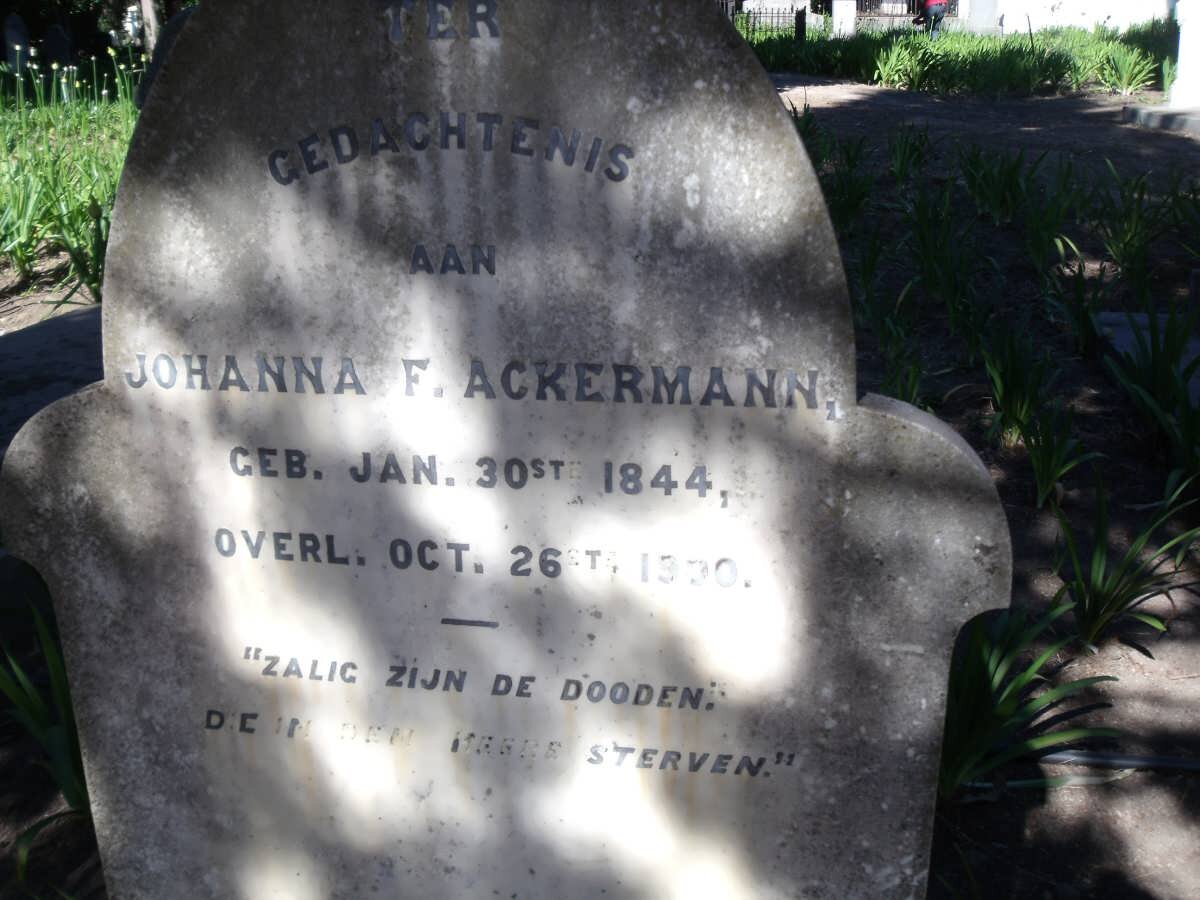 TER
GEDACHTENIS
AAN
JOHANNA F. ACKERMANN,
GEB. JAN. 30STE 1844,
OVERL. OCT. 26STE
"ZALIG ZIJN DE DOODEN."
DIE IN DEN HEERE STERVEN."